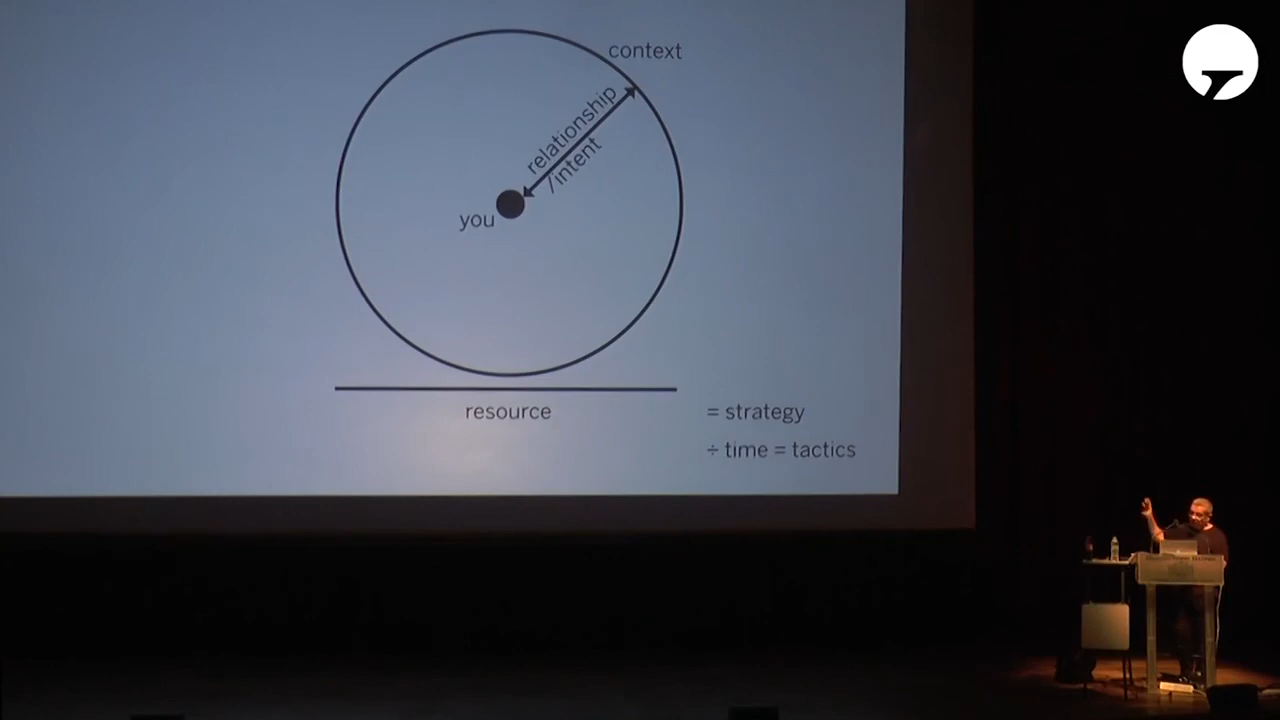 context
relationship
/intent
you
resource
= strategy
÷ time = tactics